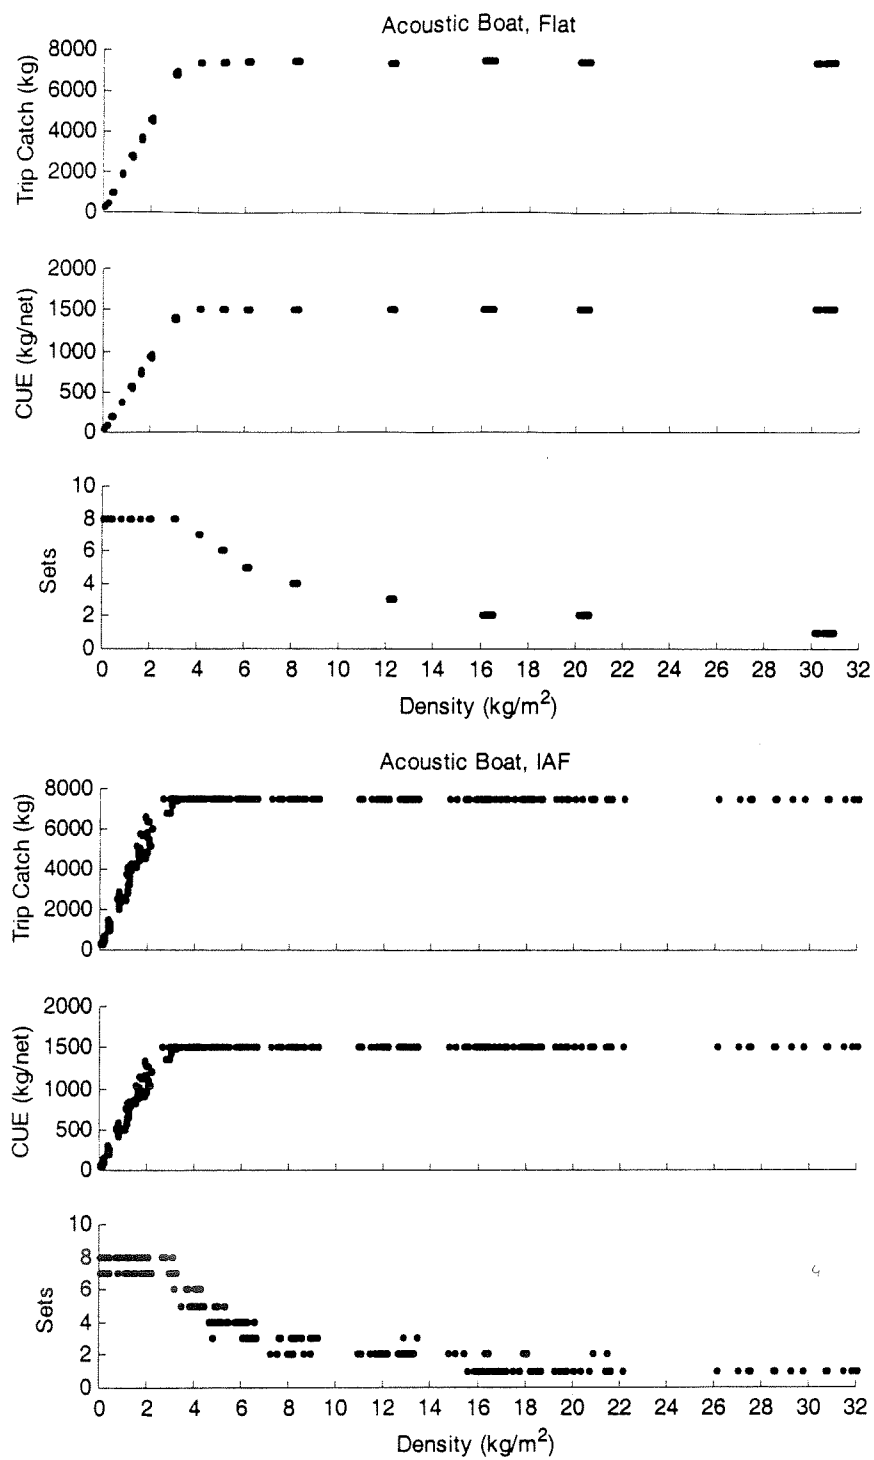 Acoustic Boat, Flat
Trip Catch (kg)
8000
6000
4000
2000
0
CUE (kg/net)
2000
1500
1000
500
0
Sets
10
8
6
4
2
0
0 2 4 6 8 10 12 14 16 18 20 22 24 26 28 30 32
Density (kg/m²)
Acoustic Boat, IAF
Trip Catch (kg)
8000
6000
4000
2000
0
CUE (kg/net)
2000
1500
1000
500
0
Sets
10
8
6
4
2
0
0 2 4 6 8 10 12 14 16 18 20 22 24 26 28 30 32
Density (kg/m²)